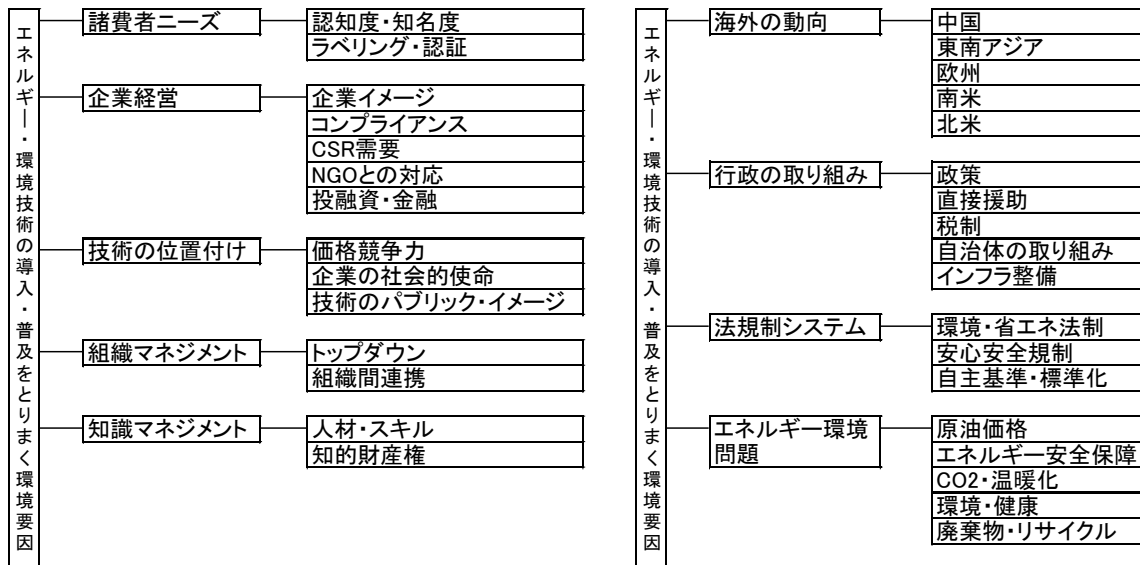 エネルギー・環境技術の導入・普及をとりまく環境要因
諸費者ニーズ
認知度・知名度
ラベリング・認証
企業経営
企業イメージ
コンプライアンス
CSR需要
NGOとの対応
投融資・金融
技術の位置付け
価格競争力
企業の社会的使命
技術のパブリック・イメージ
組織マネジメント
トップダウン
組織間連携
知識マネジメント
人材・スキル
知的財産権
エネルギー・環境技術の導入・普及をとりまく環境要因
海外の動向
中国
東南アジア
欧州
南米
北米
行政の取り組み
政策
直接援助
税制
自治体の取り組み
インフラ整備
法規制システム
環境・省エネ法制
安心安全規制
自主基準・標準化
エネルギー環境
問題
原油価格
エネルギー安全保障
CO2・温暖化
環境・健康
廃棄物・リサイクル